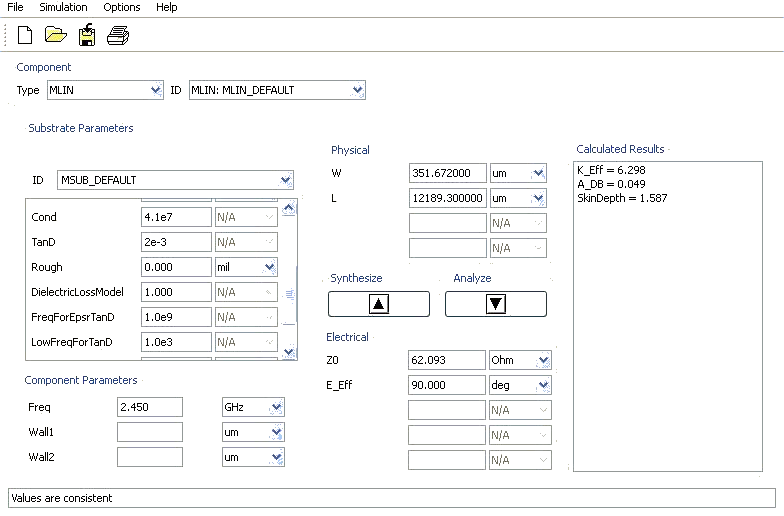 File Simulation Options Help
Component
Type MLIN ID MLIN: MLIN_DEFAULT
Substrate Parameters
ID MSUB_DEFAULT
Cond 4.1e7 N/A
TanD 2e-3 N/A
Rough 0.000 mil
DielectricLossModel 1.000 N/A
FreqForEpsrTanD 1.0e9 N/A
LowFreqForTanD 1.0e3 N/A
Component Parameters
Freq 2.450 GHz
Wall1 um
Wall2 um
Physical
W 351.672000 um
L 12189.300000 um
N/A
N/A
Synthesize Analyze
Electrical
Z0 62.093 Ohm
E_Eff 90.000 deg
N/A
N/A
N/A
Calculated Results
K_Eff = 6.298
A_DB = 0.049
SkinDepth = 1.587
Values are consistent